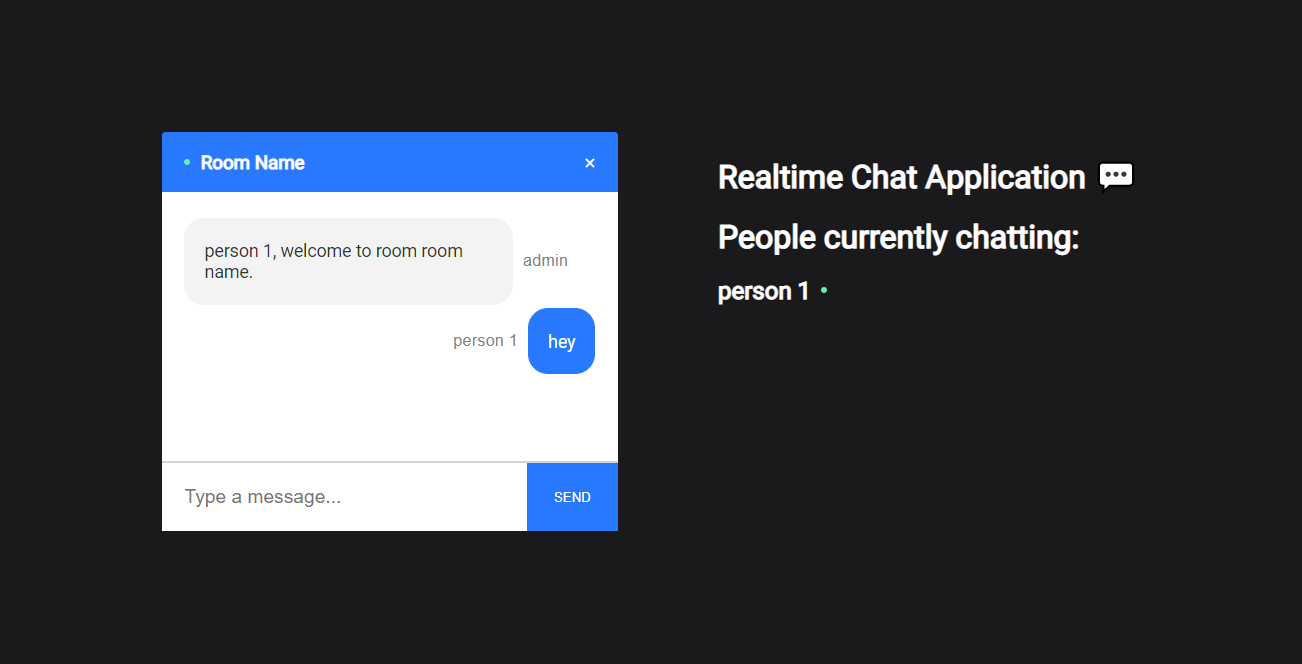 Room Name
×
person 1, welcome to room room
name.
admin
person 1
hey
Type a message...
SEND
Realtime Chat Application 💬
People currently chatting:
person 1